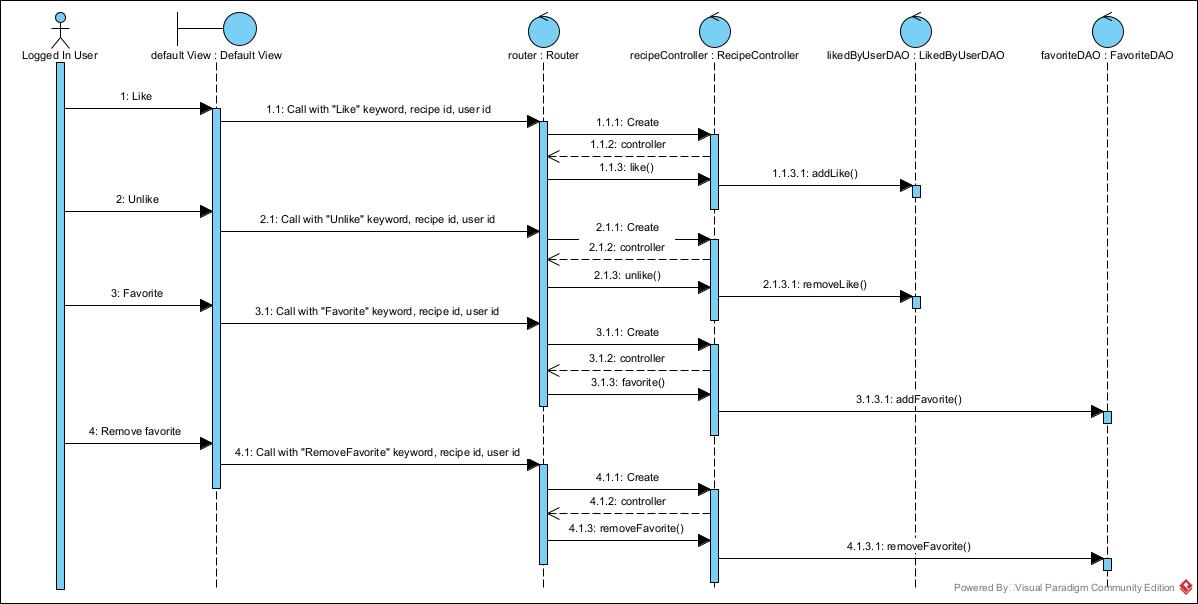 Logged In User
default View : Default View
router : Router
recipeController : RecipeController
likedByUserDAO : LikedByUserDAO
favoriteDAO : FavoriteDAO
1: Like
1.1: Call with "Like" keyword, recipe id, user id
1.1.1: Create
1.1.2: controller
1.1.3: like()
1.1.3.1: addLike()
2: Unlike
2.1: Call with "Unlike" keyword, recipe id, user id
2.1.1: Create
2.1.2: controller
2.1.3: unlike()
2.1.3.1: removeLike()
3: Favorite
3.1: Call with "Favorite" keyword, recipe id, user id
3.1.1: Create
3.1.2: controller
3.1.3: favorite()
3.1.3.1: addFavorite()
4: Remove favorite
4.1: Call with "RemoveFavorite" keyword, recipe id, user id
4.1.1: Create
4.1.2: controller
4.1.3: removeFavorite()
4.1.3.1: removeFavorite()
Powered By Visual Paradigm Community Edition